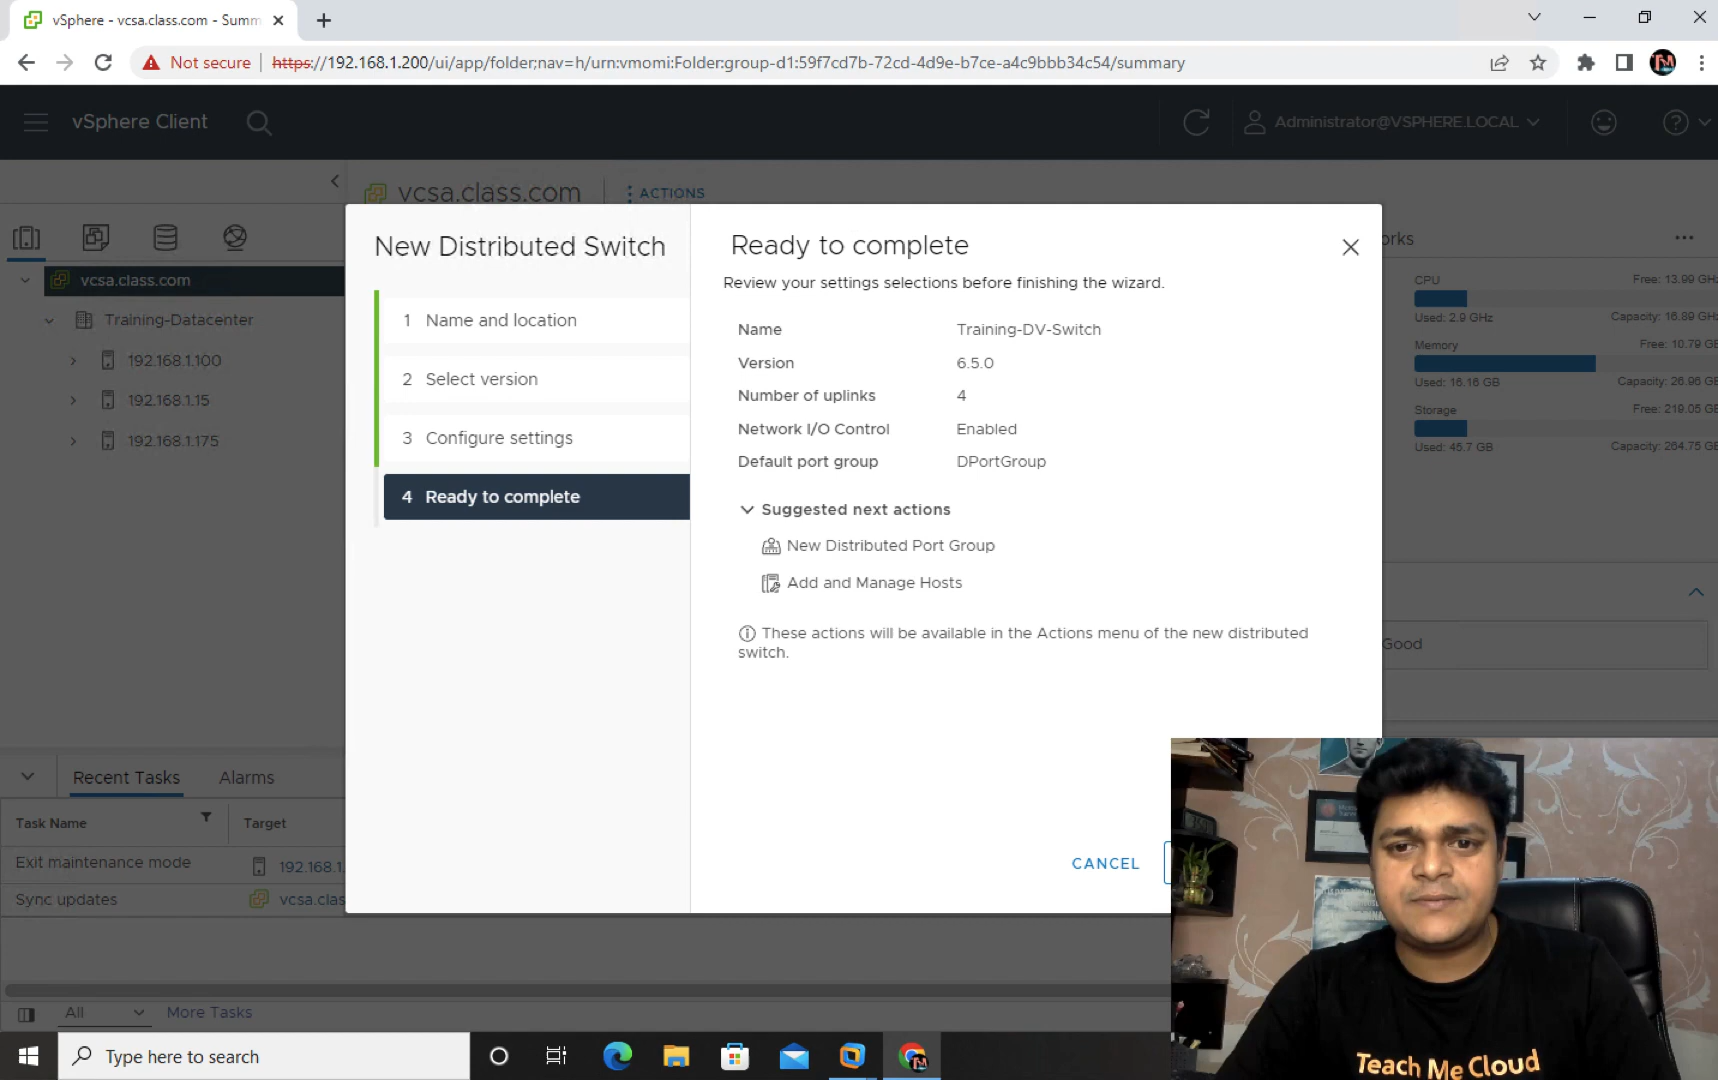 vSphere - vcsa.class.com - Summ
Not secure
https://192.168.1.200/ui/app/folder;nav=h/urn:vmomi:Folder:group-d1:59f7cd7b-72cd-4d9e-b7ce-a4c9bbb34c54/summary
vSphere Client
Administrator@VSPHERE.LOCAL
vcsa.class.com
ACTIONS
vcsa.class.com
Training-Datacenter
192.168.1.100
192.168.1.15
192.168.1.175
New Distributed Switch
1 Name and location
2 Select version
3 Configure settings
4 Ready to complete
Ready to complete
Review your settings selections before finishing the wizard.
Name Training-DV-Switch
Version 6.5.0
Number of uplinks 4
Network I/O Control Enabled
Default port group DPortGroup
Suggested next actions
New Distributed Port Group
Add and Manage Hosts
These actions will be available in the Actions menu of the new distributed
switch.
CANCEL
orks
CPU Free: 13.99 GHz
Used: 2.9 GHz Capacity: 16.89 GHz
Memory Free: 10.79 GB
Used: 16.16 GB Capacity: 26.96 GB
Storage Free: 219.05 GB
Used: 45.7 GB Capacity: 264.75 GB
Good
Recent Tasks Alarms
Task Name Target
Exit maintenance mode 192.168.1.
Sync updates vcsa.clas
All More Tasks
Type here to search
TM
Teach Me Cloud